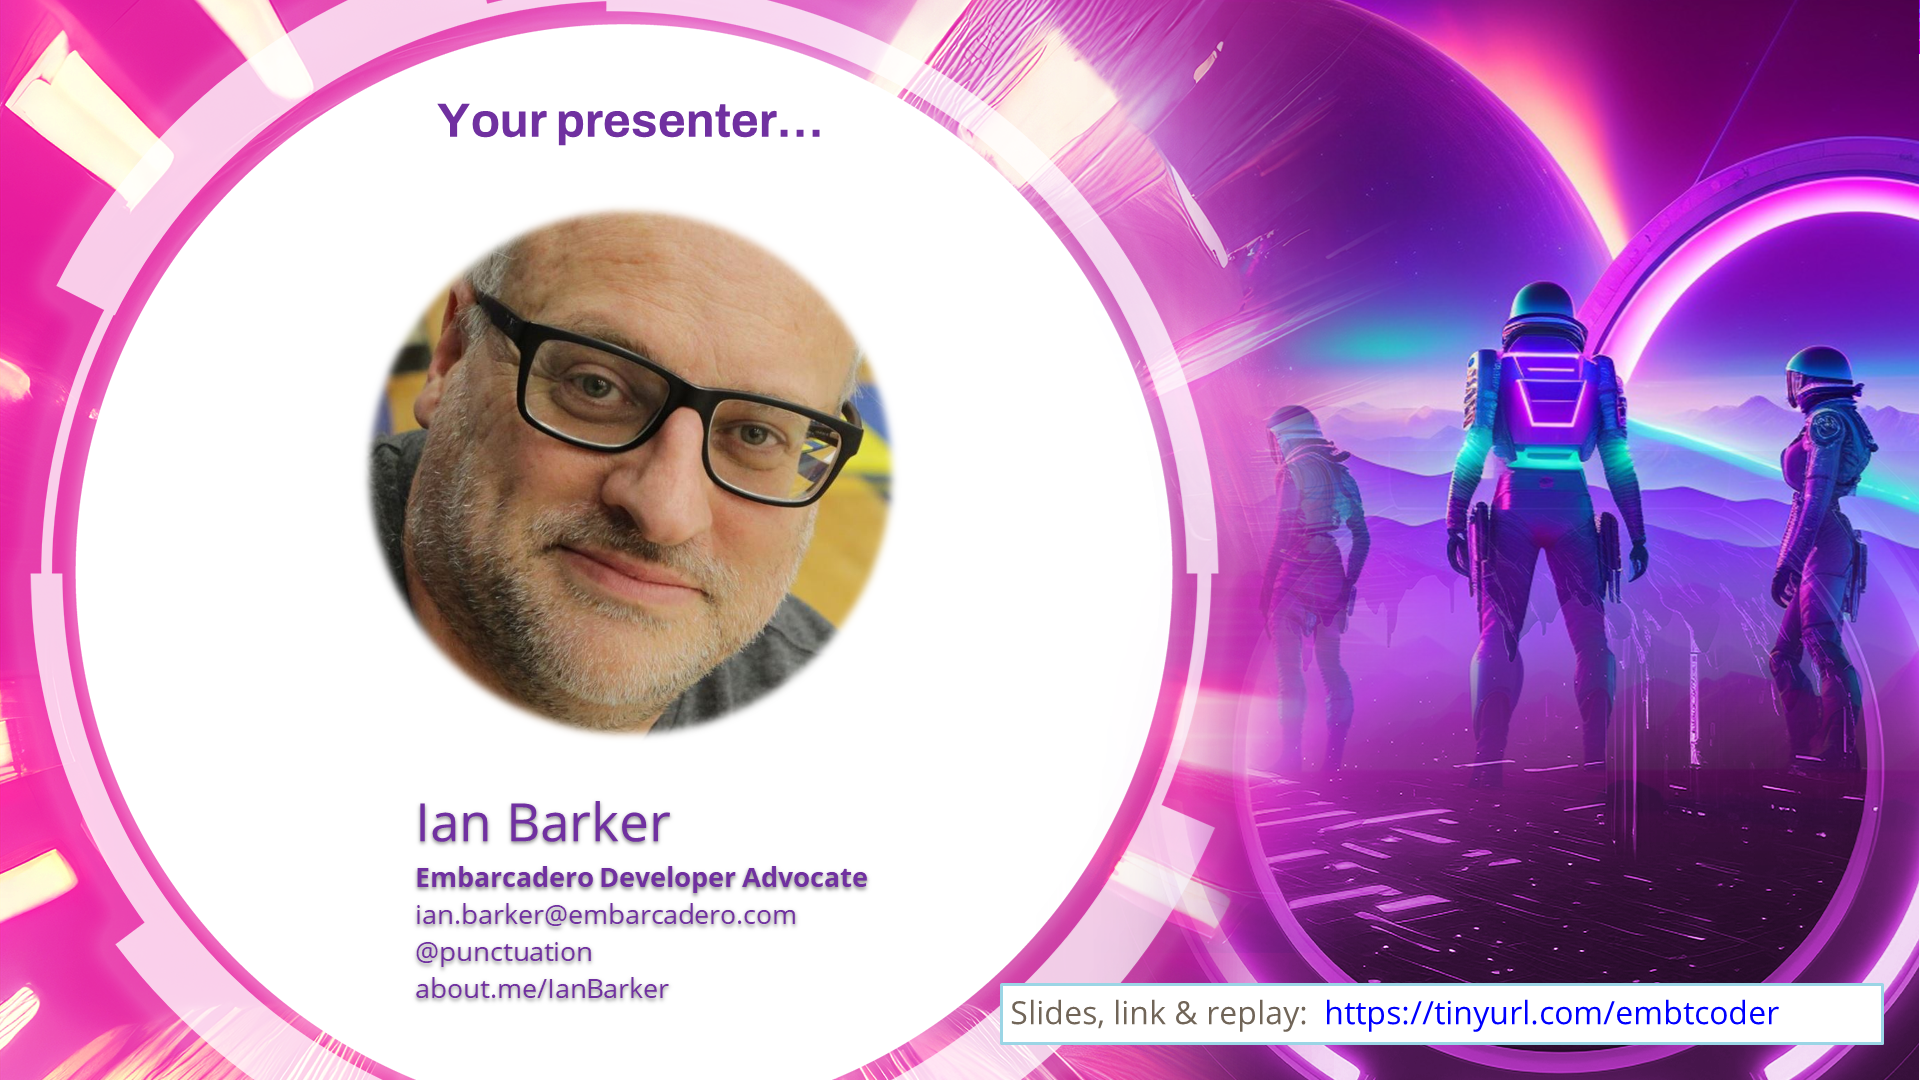 Your presenter...
Ian Barker
Embarcadero Developer Advocate
ian.barker@embarcadero.com
@punctuation
about.me/IanBarker
Slides, link & replay: https://tinyurl.com/embtcoder